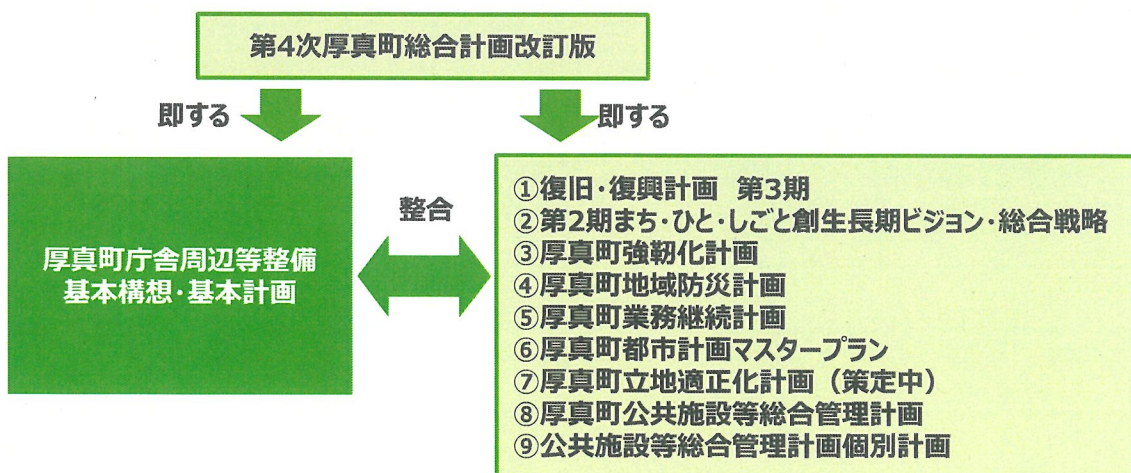 第4次厚真町総合計画改訂版
即する
即する
厚真町庁舎周辺等整備
基本構想･基本計画
整合
①復旧･復興計画 第3期
②第2期まち･ひと･しごと創生長期ビジョン･総合戦略
③厚真町強靭化計画
④厚真町地域防災計画
⑤厚真町業務継続計画
⑥厚真町都市計画マスタープラン
⑦厚真町立地適正化計画（策定中）
⑧厚真町公共施設等総合管理計画
⑨公共施設等総合管理計画個別計画